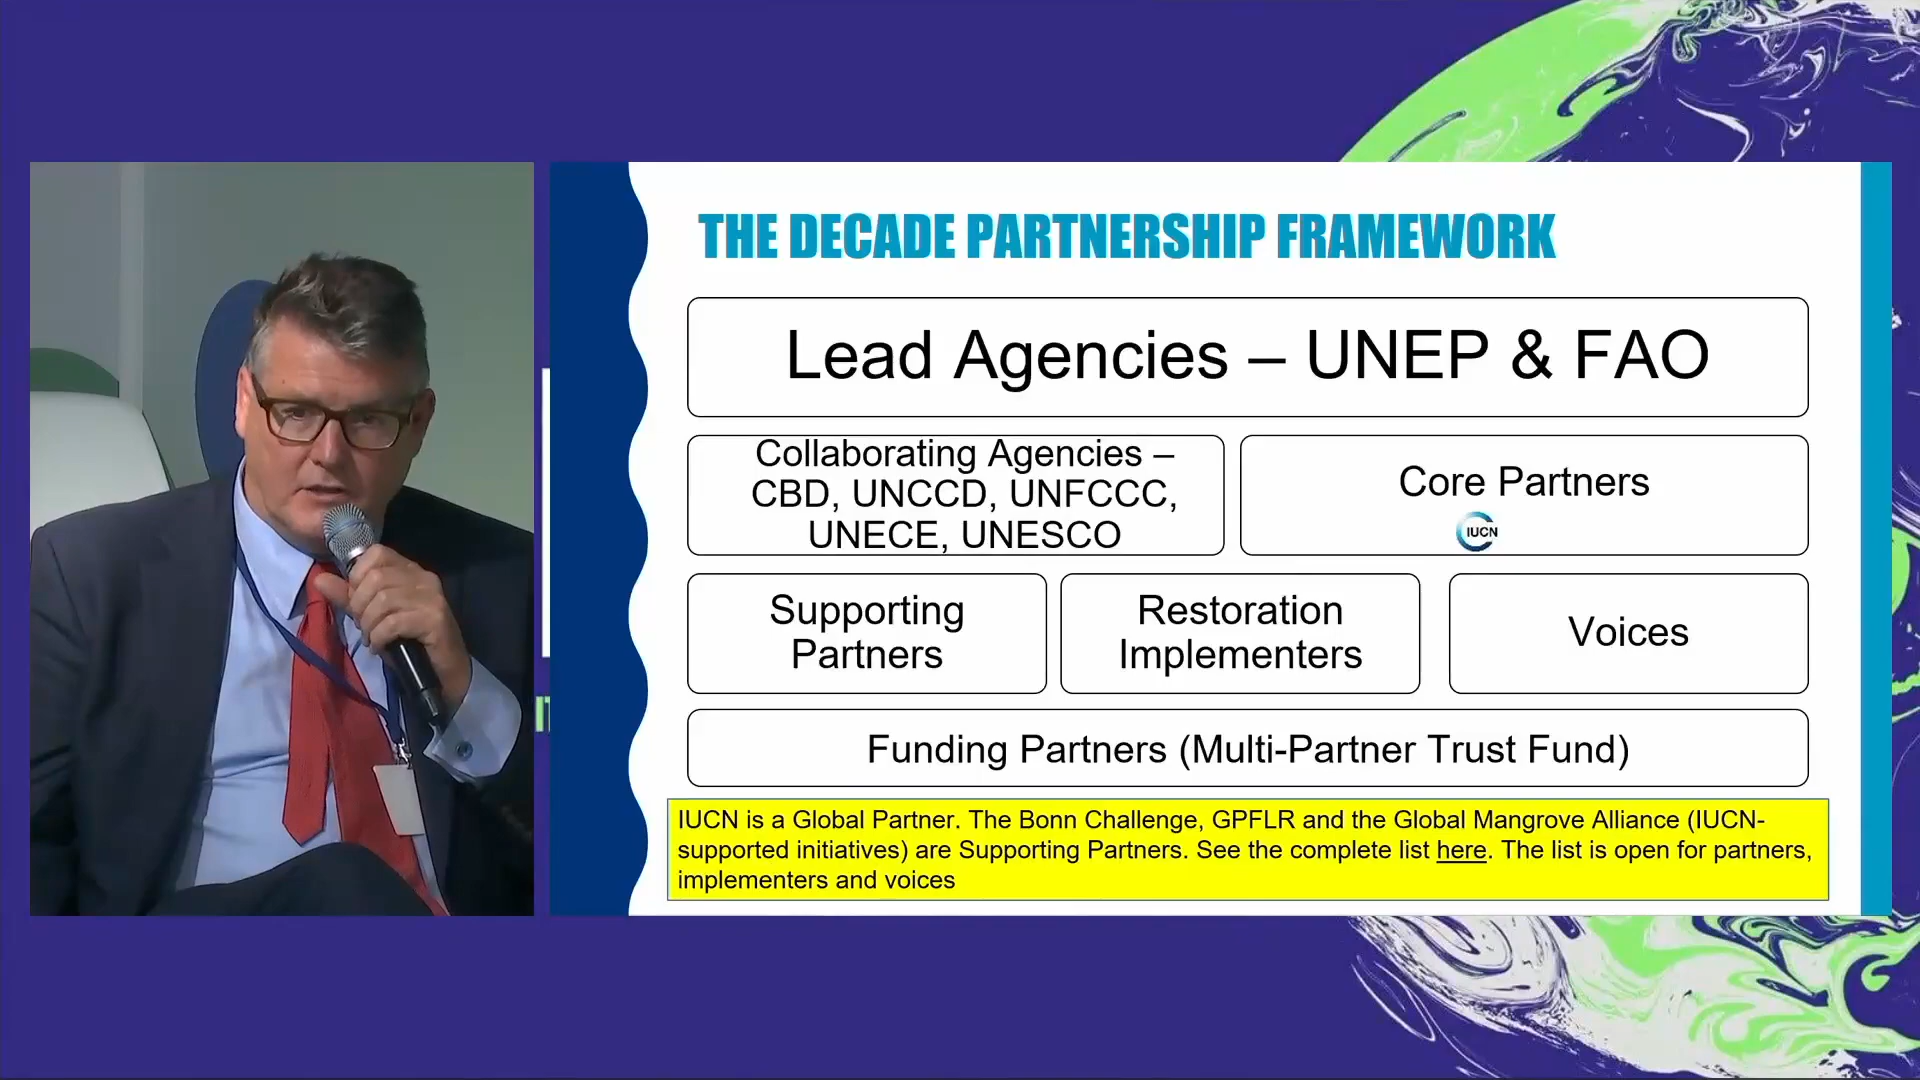 THE DECADE PARTNERSHIP FRAMEWORK
Lead Agencies – UNEP & FAO
Collaborating Agencies –
CBD, UNCCD, UNFCCC,
UNECE, UNESCO
Core Partners
IUCN
Supporting
Partners
Restoration
Implementers
Voices
Funding Partners (Multi-Partner Trust Fund)
IUCN is a Global Partner. The Bonn Challenge, GPFLR and the Global Mangrove Alliance (IUCN-
supported initiatives) are Supporting Partners. See the complete list here. The list is open for partners,
implementers and voices